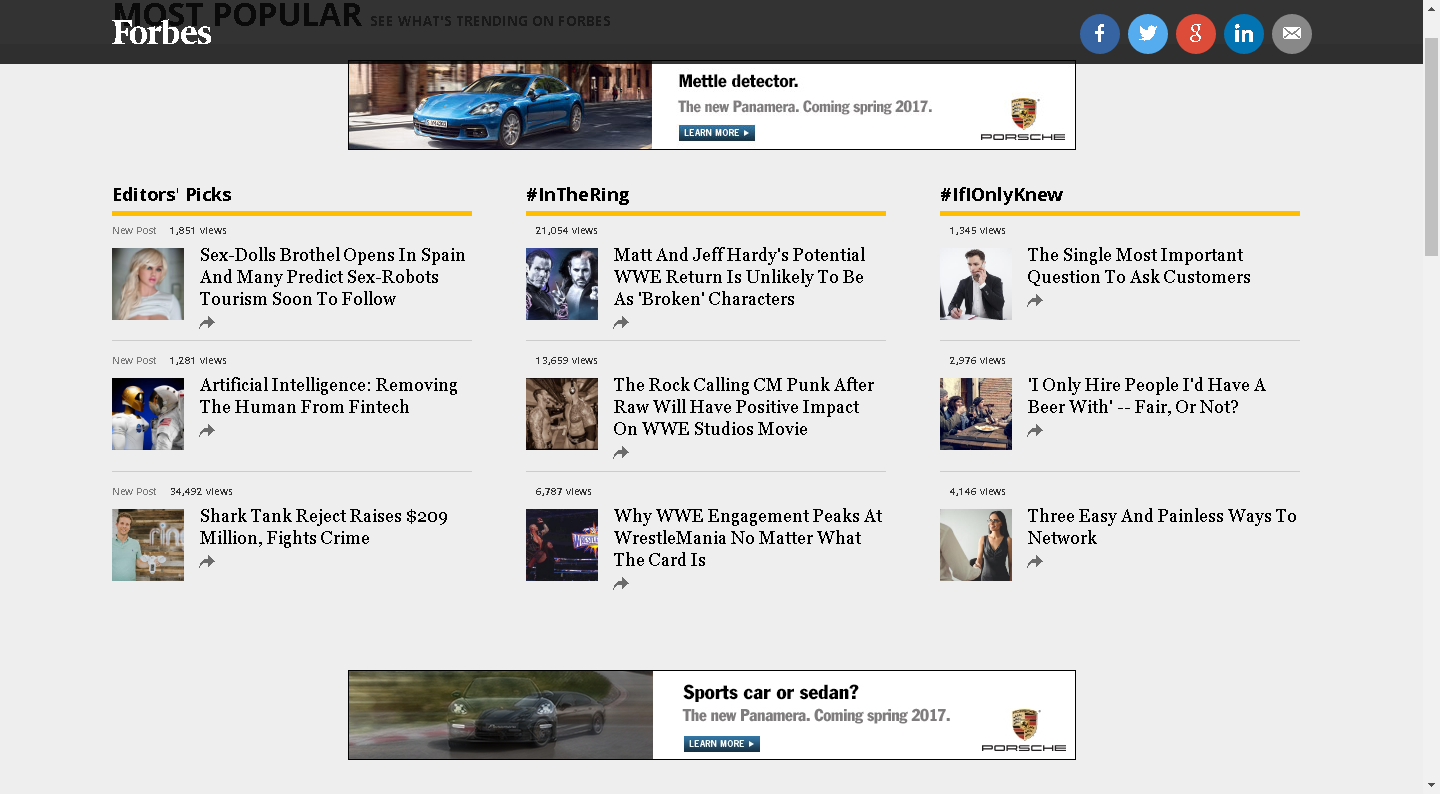 MOST POPULAR SEE WHAT'S TRENDING ON FORBES
Forbes
Mettle detector.
The new Panamera. Coming spring 2017.
LEARN MORE
PORSCHE
Editors' Picks
New Post 1,851 views
Sex-Dolls Brothel Opens In Spain
And Many Predict Sex-Robots
Tourism Soon To Follow
New Post 1,281 views
Artificial Intelligence: Removing
The Human From Fintech
New Post 34,492 views
Shark Tank Reject Raises $209
Million, Fights Crime
#InTheRing
21,054 views
Matt And Jeff Hardy's Potential
WWE Return Is Unlikely To Be
As 'Broken' Characters
13,659 views
The Rock Calling CM Punk After
Raw Will Have Positive Impact
On WWE Studios Movie
6,787 views
Why WWE Engagement Peaks At
WrestleMania No Matter What
The Card Is
#IfIOnlyKnew
1,345 views
The Single Most Important
Question To Ask Customers
2,976 views
'I Only Hire People I'd Have A
Beer With' -- Fair, Or Not?
4,146 views
Three Easy And Painless Ways To
Network
Sports car or sedan?
The new Panamera. Coming spring 2017.
LEARN MORE
PORSCHE